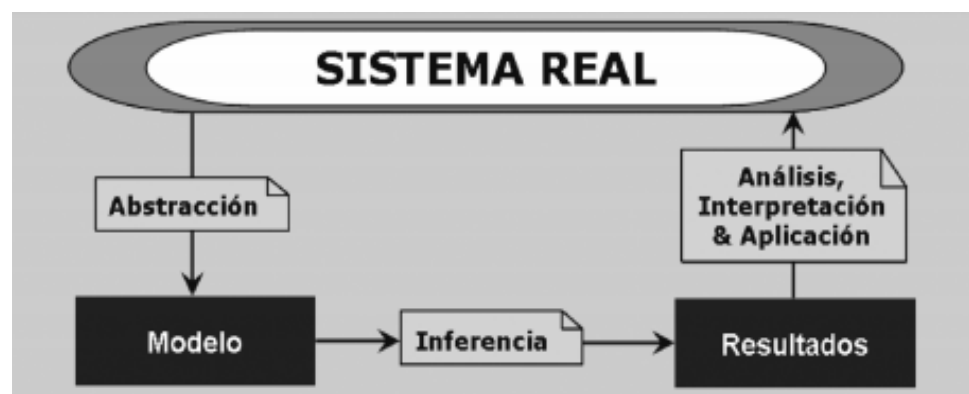 SISTEMA REAL
Abstracción
Análisis,
Interpretación
& Aplicación
Modelo
Inferencia
Resultados